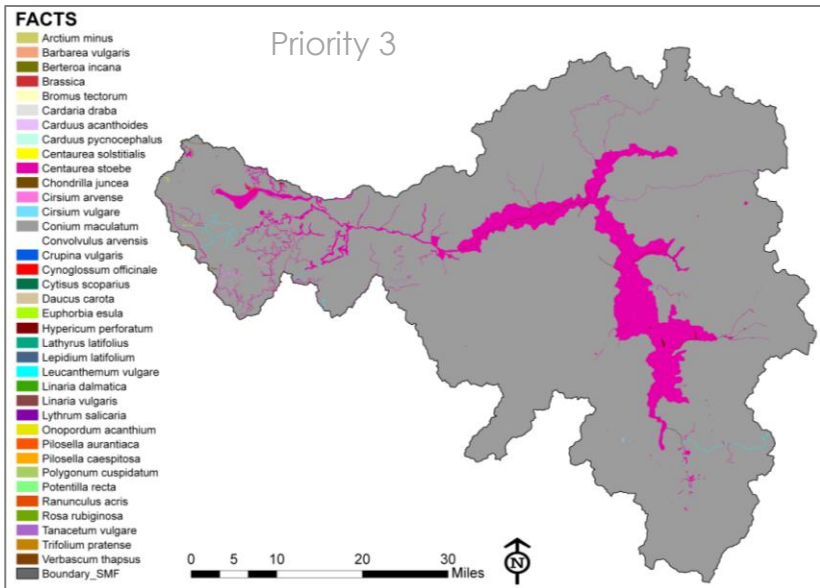 FACTS
Priority 3
Arctium minus
Barbarea vulgaris
Berteroa incana
Brassica
Bromus tectorum
Cardaria draba
Carduus acanthoides
Carduus pycnocephalus
Centaurea solstitialis
Centaurea stoebe
Chondrilla juncea
Cirsium arvense
Cirsium vulgare
Conium maculatum
Convolvulus arvensis
Crupina vulgaris
Cynoglossum officinale
Cytisus scoparius
Daucus carota
Euphorbia esula
Hypericum perforatum
Lathyrus latifolius
Lepidium latifolium
Leucanthemum vulgare
Linaria dalmatica
Linaria vulgaris
Lythrum salicaria
Onopordum acanthium
Pilosella aurantiaca
Pilosella caespitosa
Polygonum cuspidatum
Potentilla recta
Ranunculus acris
Rosa rubiginosa
Tanacetum vulgare
Trifolium pratense
Verbascum thapsus
Boundary_SMF
0 5 10 20 30
Miles
N